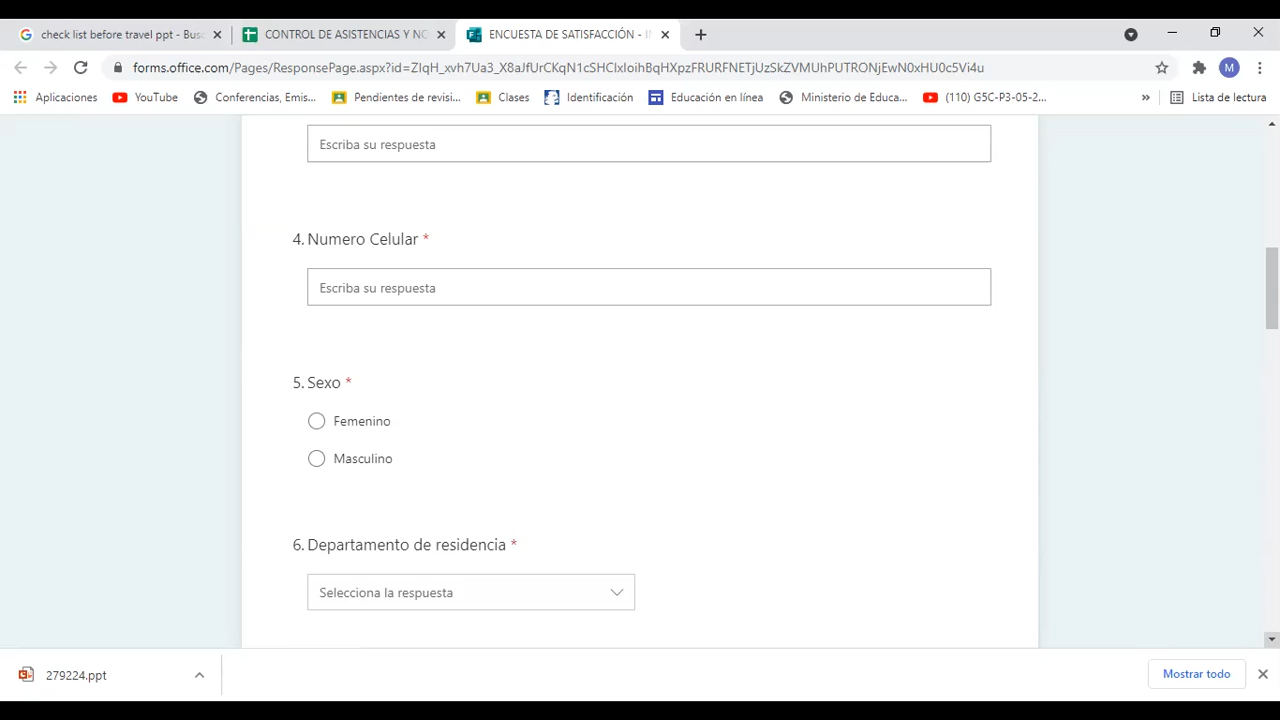 check list before travel ppt - Bus
CONTROL DE ASISTENCIAS Y NO
ENCUESTA DE SATISFACCIÓN - I
forms.office.com/Pages/ResponsePage.aspx?id=ZIqH_xvh7Ua3_X8aJfUrCKqN1cSHClxIoihBqHXpzFRURFNETjUzSkZVMUhPUTRONjEwN0xHU0c5Vi4u
M
Aplicaciones
YouTube
Conferencias, Emis...
Pendientes de revisi...
Clases
Identificación
Educación en línea
Ministerio de Educa...
(110) G5C-P3-05-2...
»
Lista de lectura
Escriba su respuesta
4. Numero Celular *
Escriba su respuesta
5. Sexo *
Femenino
Masculino
6. Departamento de residencia *
Selecciona la respuesta
279224.ppt
Mostrar todo